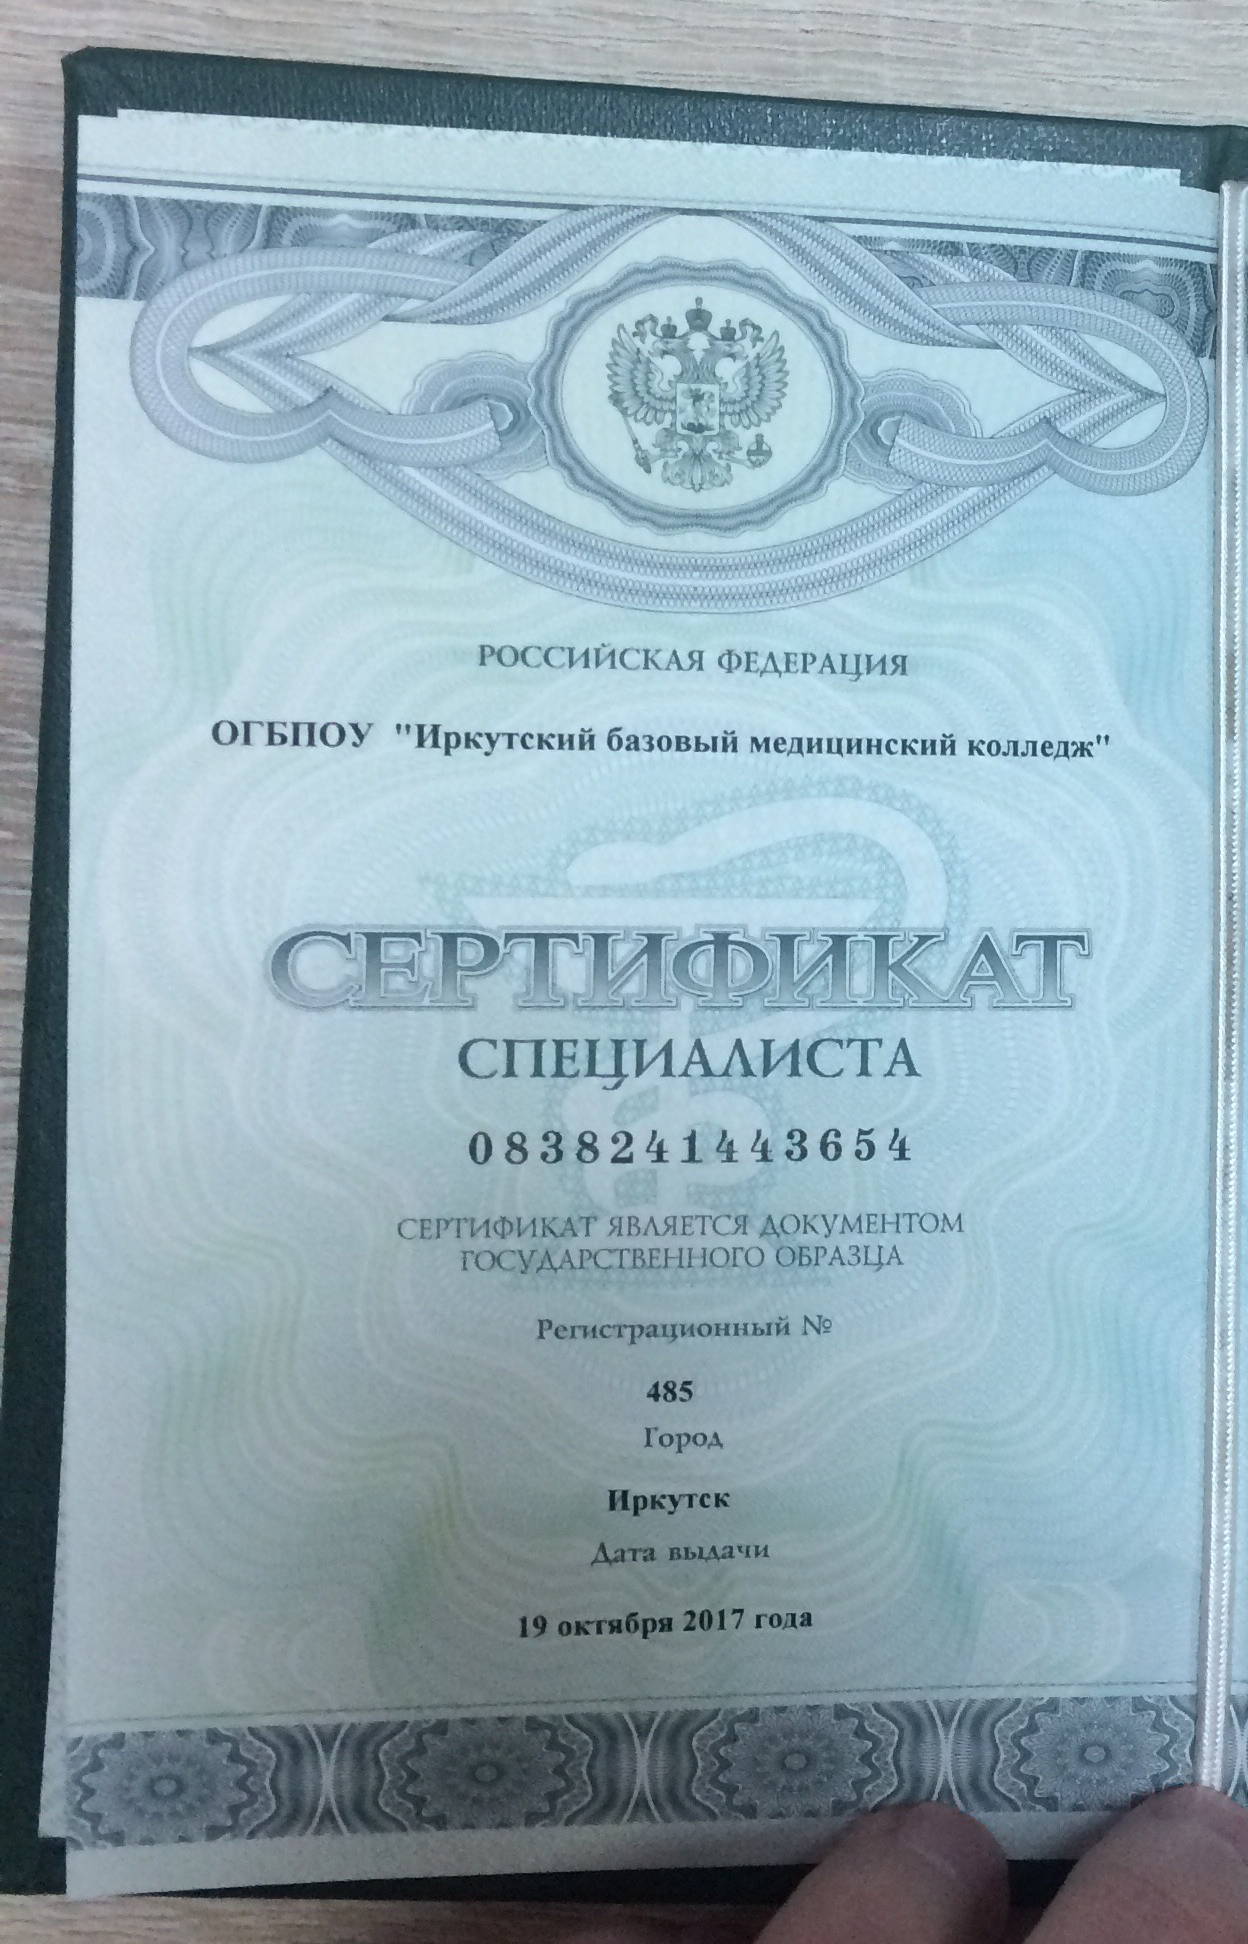 РОССИЙСКАЯ ФЕДЕРАЦИЯ
ОГБПОУ "Иркутский базовый медицинский колледж"
СЕРТИФИКАТ
СПЕЦИАЛИСТА
0838241443654
СЕРТИФИКАТ ЯВЛЯЕТСЯ ДОКУМЕНТОМ
ГОСУДАРСТВЕННОГО ОБРАЗЦА
Регистрационный №
485
Город
Иркутск
Дата выдачи
19 октября 2017 года